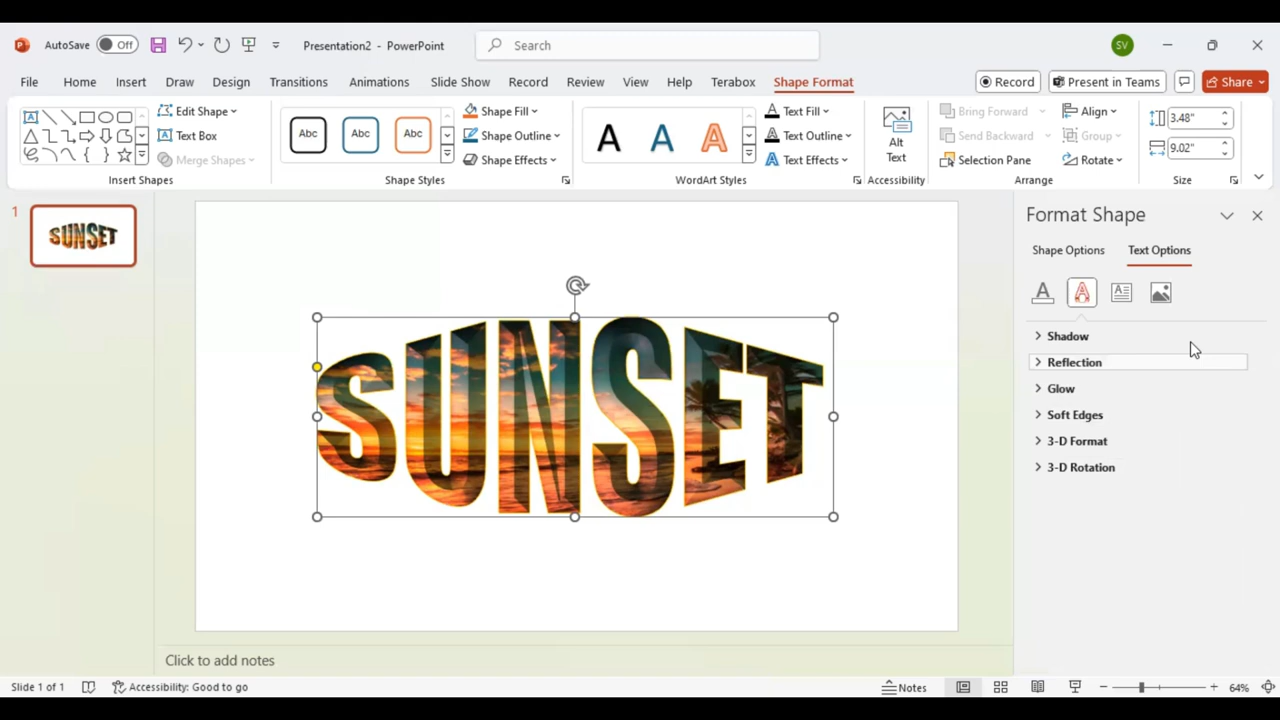 AutoSave Off Presentation2 - PowerPoint Search SV
File Home Insert Draw Design Transitions Animations Slide Show Record Review View Help Terabox Shape Format Record Present in Teams Share
Edit Shape
Text Box
Merge Shapes
Insert Shapes
Abc Abc Abc
Shape Fill
Shape Outline
Shape Effects
Shape Styles
A A A
Text Fill
Text Outline
Text Effects
WordArt Styles
Alt
Text
Accessibility
Bring Forward
Send Backward
Selection Pane
Align
Group
Rotate
Arrange
3.48"
9.02"
Size
1
SUNSET
SUNSET
Format Shape
Shape Options Text Options
Shadow
Reflection
Glow
Soft Edges
3-D Format
3-D Rotation
Click to add notes
Slide 1 of 1 Accessibility: Good to go Notes 64%